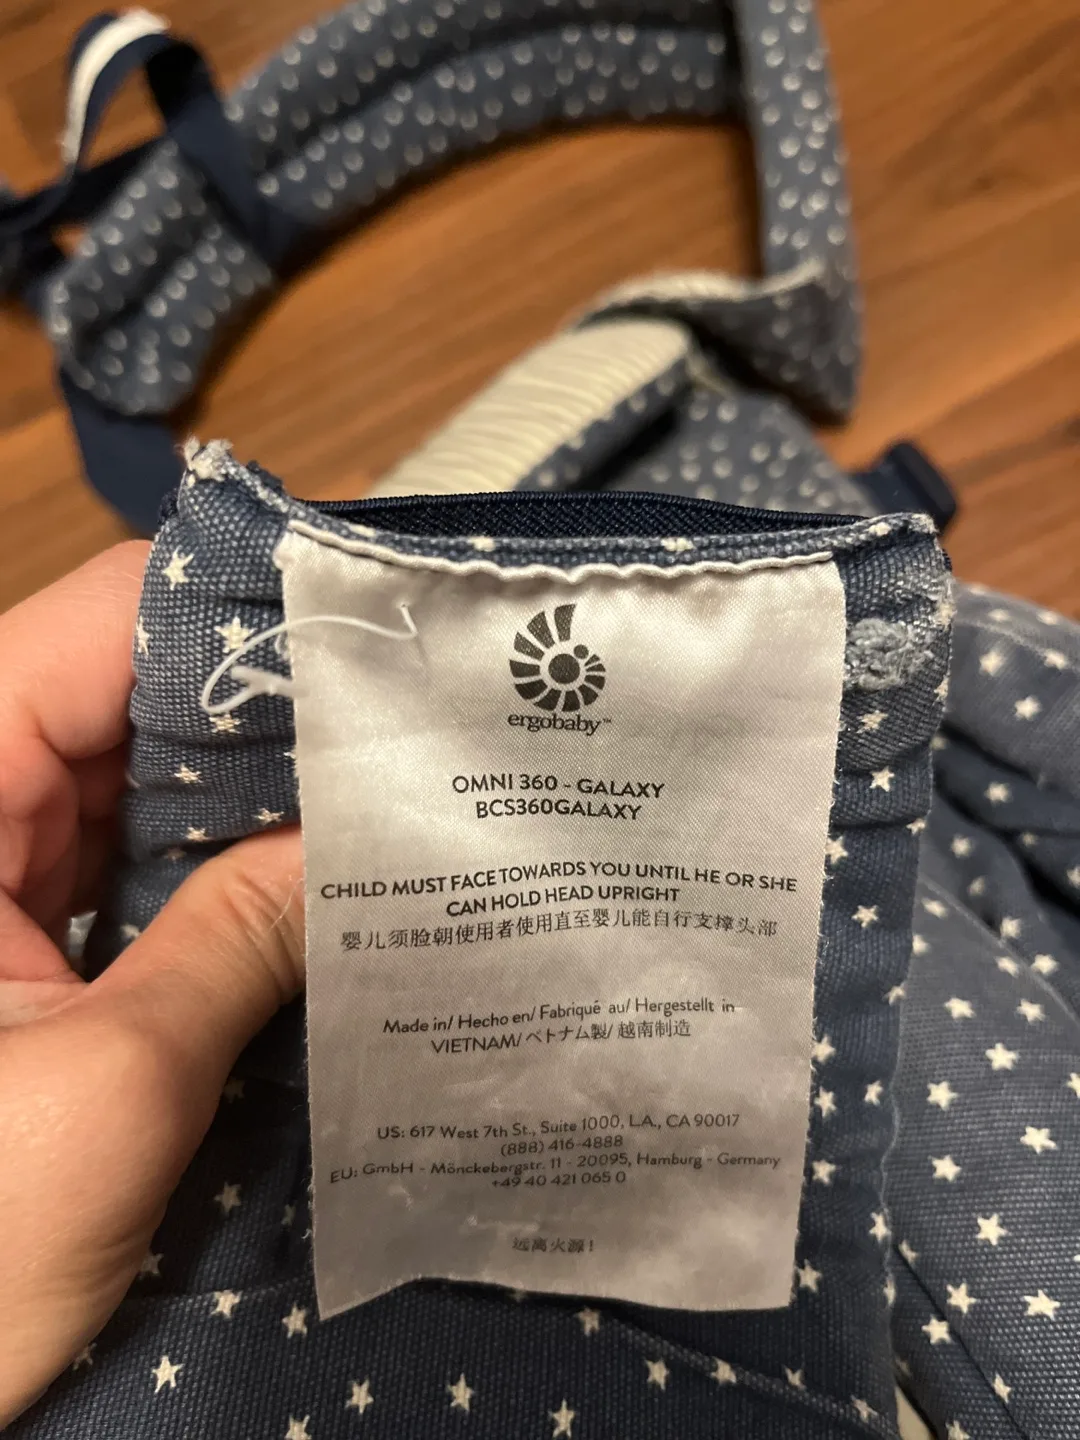 ergobaby™
OMNI 360 - GALAXY
BCS360GALAXY
CHILD MUST FACE TOWARDS YOU UNTIL HE OR SHE
CAN HOLD HEAD UPRIGHT
婴儿须脸朝使用者使用直至婴儿能自行支撑头部
Made in/ Hecho en/ Fabriqué au/ Hergestellt in
VIETNAM/ベトナム製/ 越南制造
US: 617 West 7th St., Suite 1000, L.A., CA 90017
(888) 416-4888
EU: GmbH - Mönckebergstr. 11 - 20095, Hamburg - Germany
+49 40 421 065 0
远离火源!